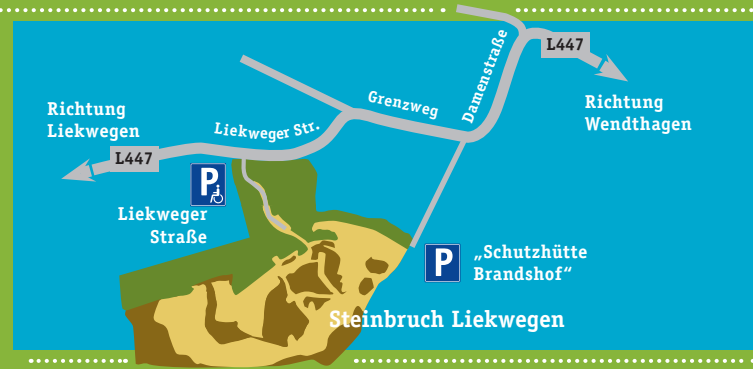 L447
Damenstraße
Grenzweg
Richtung
Wendthagen
Richtung
Liekwegen
Liekweger Str.
L447
P
Liekweger
Straße
P
„Schutzhütte
Brandshof“
Steinbruch Liekwegen